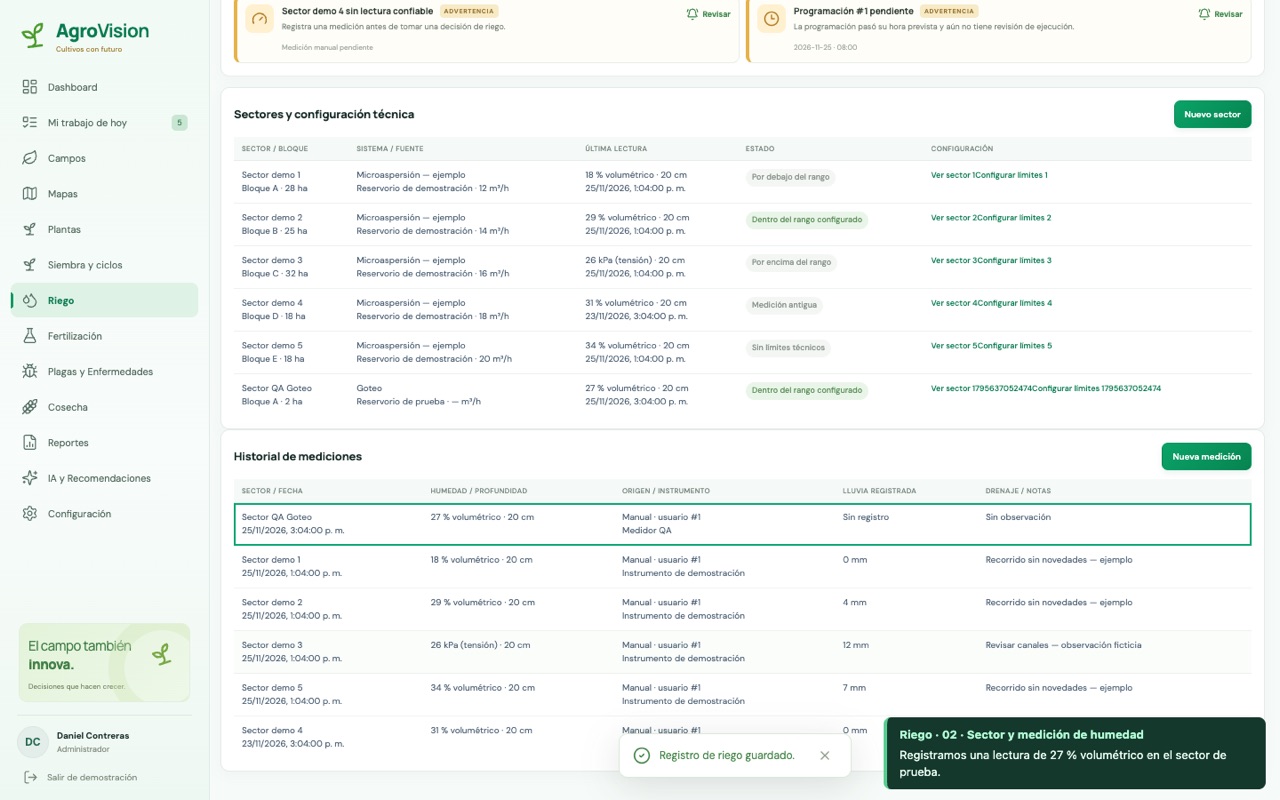 AgroVision
Cultivos con futuro
Dashboard
Mi trabajo de hoy 5
Campos
Mapas
Plantas
Siembra y ciclos
Riego
Fertilización
Plagas y Enfermedades
Cosecha
Reportes
IA y Recomendaciones
Configuración
El campo también
innova.
Decisiones que hacen crecer.
DC
Daniel Contreras
Administrador
Salir de demostración
Sector demo 4 sin lectura confiable ADVERTENCIA Revisar
Registra una medición antes de tomar una decisión de riego.
Medición manual pendiente
Programación #1 pendiente ADVERTENCIA Revisar
La programación pasó su hora prevista y aún no tiene revisión de ejecución.
2026-11-25 · 08:00
Sectores y configuración técnica Nuevo sector
SECTOR / BLOQUE SISTEMA / FUENTE ÚLTIMA LECTURA ESTADO CONFIGURACIÓN
Sector demo 1 Microaspersión — ejemplo 18 % volumétrico · 20 cm Por debajo del rango Ver sector 1Configurar límites 1
Bloque A · 28 ha Reservorio de demostración · 12 m³/h 25/11/2026, 1:04:00 p. m.
Sector demo 2 Microaspersión — ejemplo 29 % volumétrico · 20 cm Dentro del rango configurado Ver sector 2Configurar límites 2
Bloque B · 25 ha Reservorio de demostración · 14 m³/h 25/11/2026, 1:04:00 p. m.
Sector demo 3 Microaspersión — ejemplo 26 kPa (tensión) · 20 cm Por encima del rango Ver sector 3Configurar límites 3
Bloque C · 32 ha Reservorio de demostración · 16 m³/h 25/11/2026, 1:04:00 p. m.
Sector demo 4 Microaspersión — ejemplo 31 % volumétrico · 20 cm Medición antigua Ver sector 4Configurar límites 4
Bloque D · 18 ha Reservorio de demostración · 18 m³/h 23/11/2026, 3:04:00 p. m.
Sector demo 5 Microaspersión — ejemplo 34 % volumétrico · 20 cm Sin límites técnicos Ver sector 5Configurar límites 5
Bloque E · 18 ha Reservorio de demostración · 20 m³/h 25/11/2026, 1:04:00 p. m.
Sector QA Goteo Goteo 27 % volumétrico · 20 cm Dentro del rango configurado Ver sector 1795637052474Configurar límites 1795637052474
Bloque A · 2 ha Reservorio de prueba · — m³/h 25/11/2026, 3:04:00 p. m.
Historial de mediciones Nueva medición
SECTOR / FECHA HUMEDAD / PROFUNDIDAD ORIGEN / INSTRUMENTO LLUVIA REGISTRADA DRENAJE / NOTAS
Sector QA Goteo 27 % volumétrico · 20 cm Manual · usuario #1 Sin registro Sin observación
25/11/2026, 3:04:00 p. m. Medidor QA
Sector demo 1 18 % volumétrico · 20 cm Manual · usuario #1 0 mm Recorrido sin novedades — ejemplo
25/11/2026, 1:04:00 p. m. Instrumento de demostración
Sector demo 2 29 % volumétrico · 20 cm Manual · usuario #1 4 mm Recorrido sin novedades — ejemplo
25/11/2026, 1:04:00 p. m. Instrumento de demostración
Sector demo 3 26 kPa (tensión) · 20 cm Manual · usuario #1 12 mm Revisar canales — observación ficticia
25/11/2026, 1:04:00 p. m. Instrumento de demostración
Sector demo 5 34 % volumétrico · 20 cm Manual · usuario #1 7 mm Recorrido sin novedades — ejemplo
25/11/2026, 1:04:00 p. m. Instrumento de demostración
Sector demo 4 31 % volumétrico · 20 cm Manual · usuario #1 0 mm
23/11/2026, 3:04:00 p. m.
Registro de riego guardado.
Riego · 02 · Sector y medición de humedad
Registramos una lectura de 27 % volumétrico en el sector de
prueba.